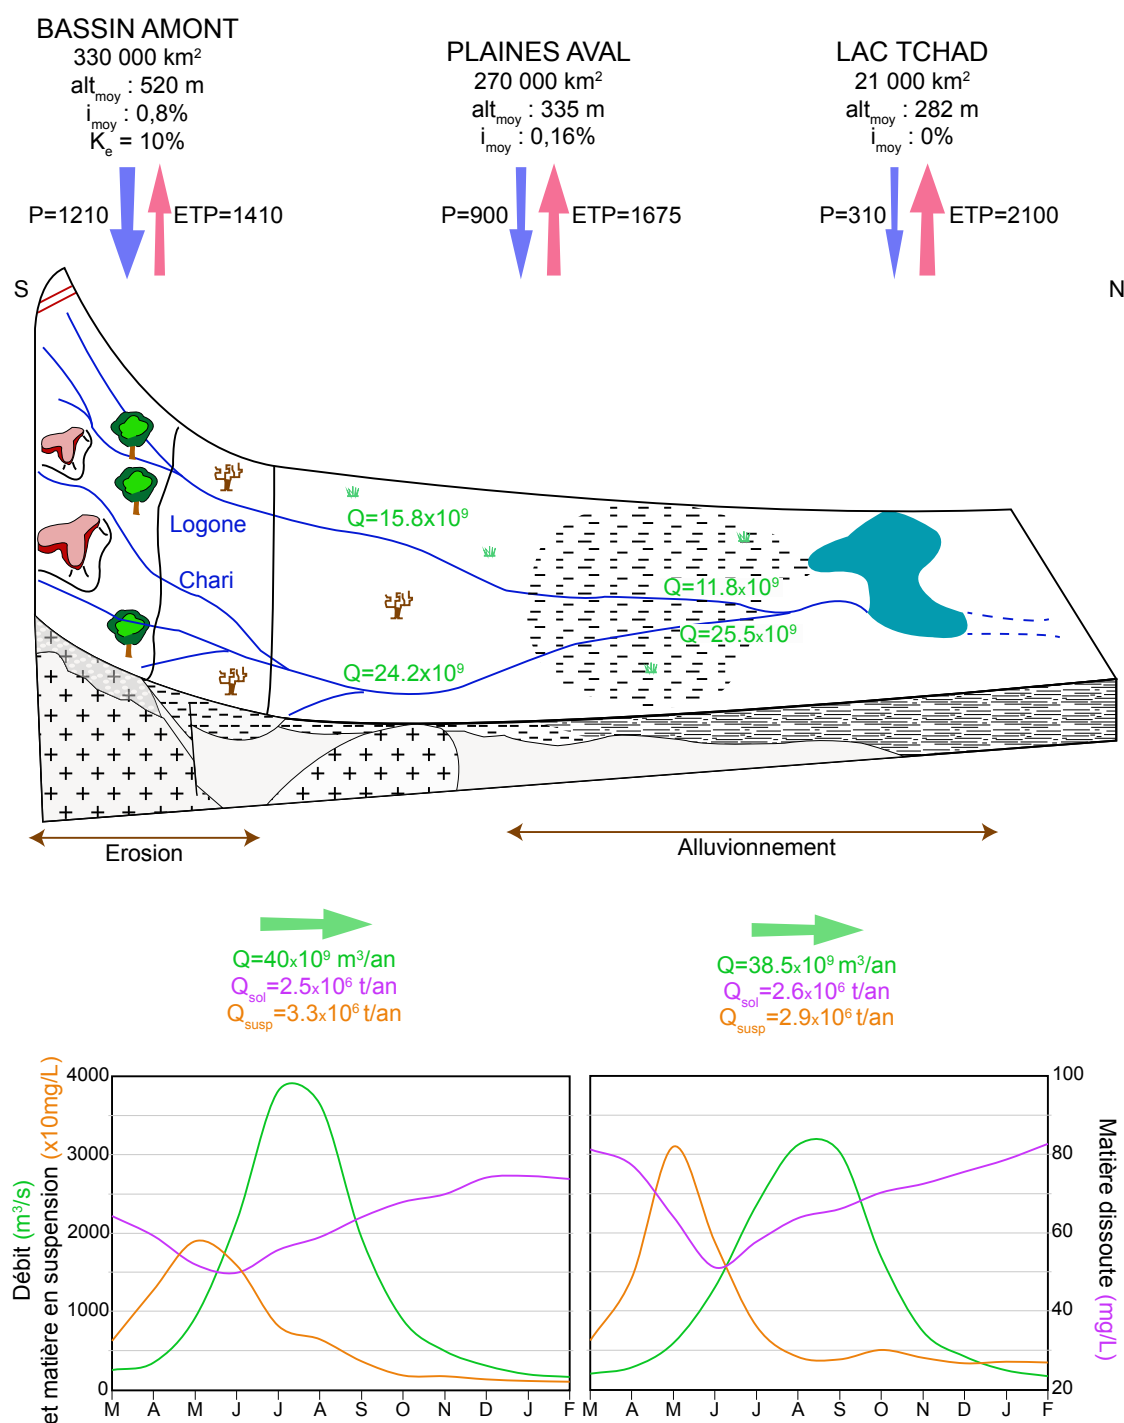 BASSIN AMONT
330 000 km²
alt_moy : 520 m
i_moy : 0,8%
K_e = 10%
PLAINES AVAL
270 000 km²
alt_moy : 335 m
i_moy : 0,16%
LAC TCHAD
21 000 km²
alt_moy : 282 m
i_moy : 0%
P=1210
ETP=1410
P=900
ETP=1675
P=310
ETP=2100
S
N
Logone
Chari
Q=15.8x10⁹
Q=11.8x10⁹
Q=25.5x10⁹
Q=24.2x10⁹
Erosion
Alluvionnement
Q=40x10⁹ m³/an
Q_sol=2.5x10⁶ t/an
Q_susp=3.3x10⁶ t/an
Q=38.5x10⁹ m³/an
Q_sol=2.6x10⁶ t/an
Q_susp=2.9x10⁶ t/an
Débit (m³/s)
et matière en suspension (x10mg/L)
4000
3000
2000
1000
0
M A M J J A S O N D J F
M A M J J A S O N D J F
100
80
60
40
20
Matière dissoute (mg/L)